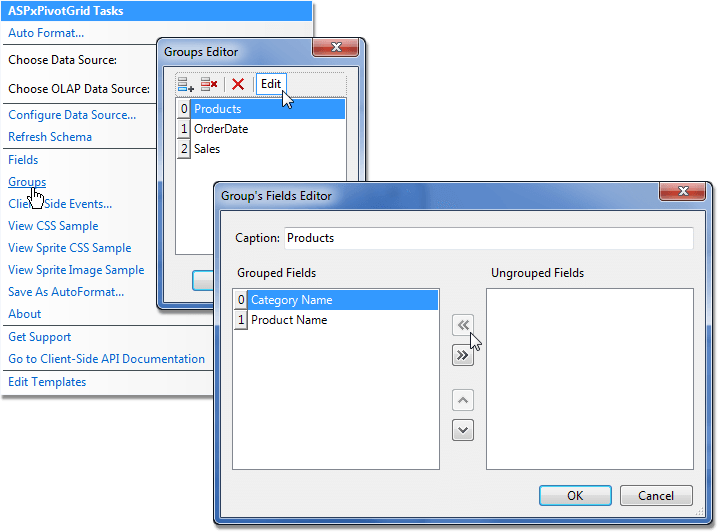 ASPxPivotGrid Tasks
Auto Format...
Choose Data Source:
Choose OLAP Data Source:
Configure Data Source...
Refresh Schema
Fields
Groups
Client-Side Events...
View CSS Sample
View Sprite CSS Sample
View Sprite Image Sample
Save As AutoFormat...
About
Get Support
Go to Client-Side API Documentation
Edit Templates
Groups Editor
Edit
0 Products
1 OrderDate
2 Sales
Group's Fields Editor
Caption: Products
Grouped Fields
0 Category Name
1 Product Name
Ungrouped Fields
OK
Cancel